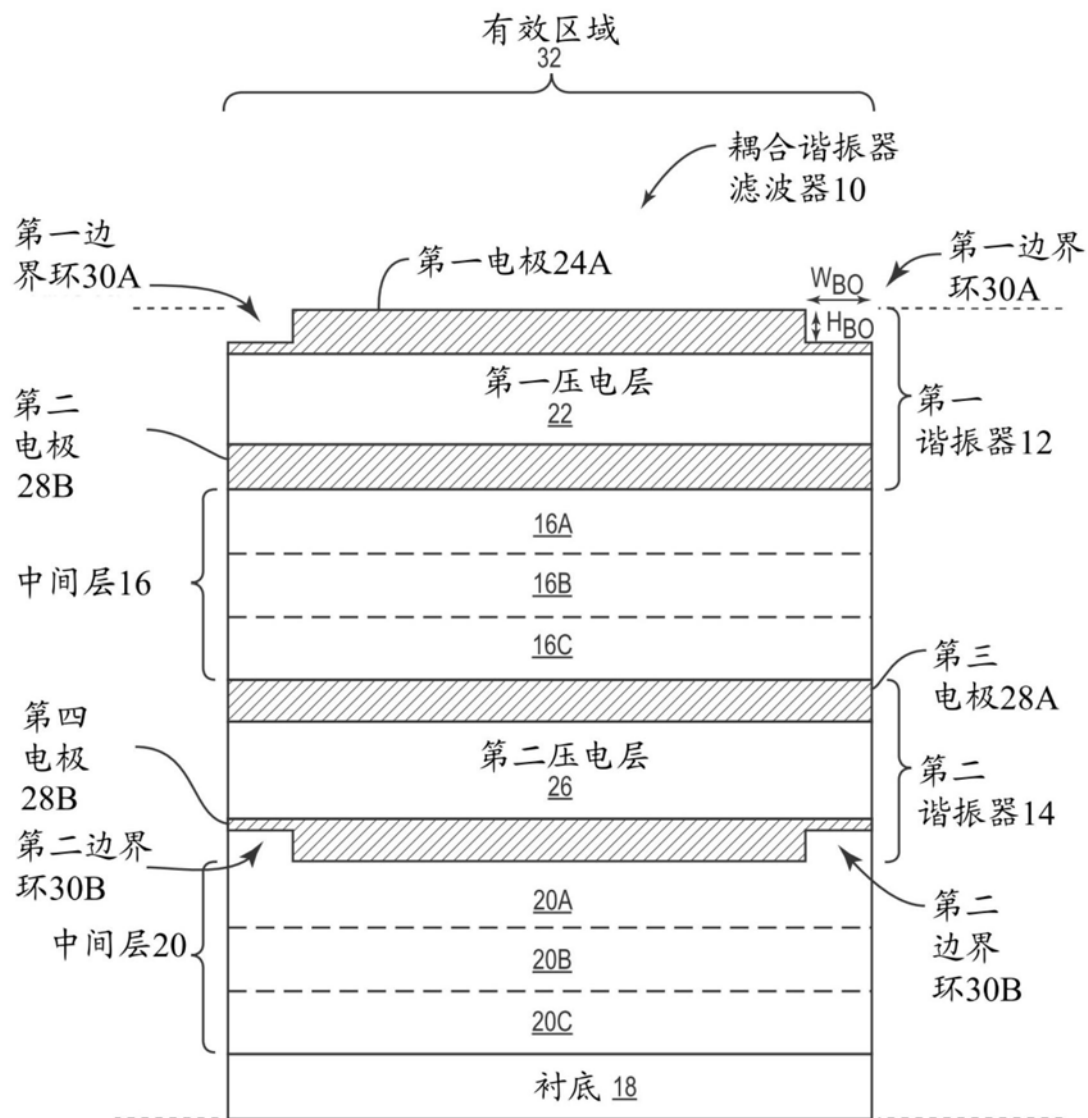 有效区域
32
耦合谐振器
滤波器10
第一边
界环30A
第一电极24A
第一边界
环30A
WBO
HBO
第一压电层
22
第二
电极
28B
第一
谐振器12
16A
中间层16
16B
16C
第三
电极28A
第四
电极
28B
第二压电层
26
第二
谐振器14
第二边界
环30B
20A
第二
边界
环30B
中间层20
20B
20C
衬底 18